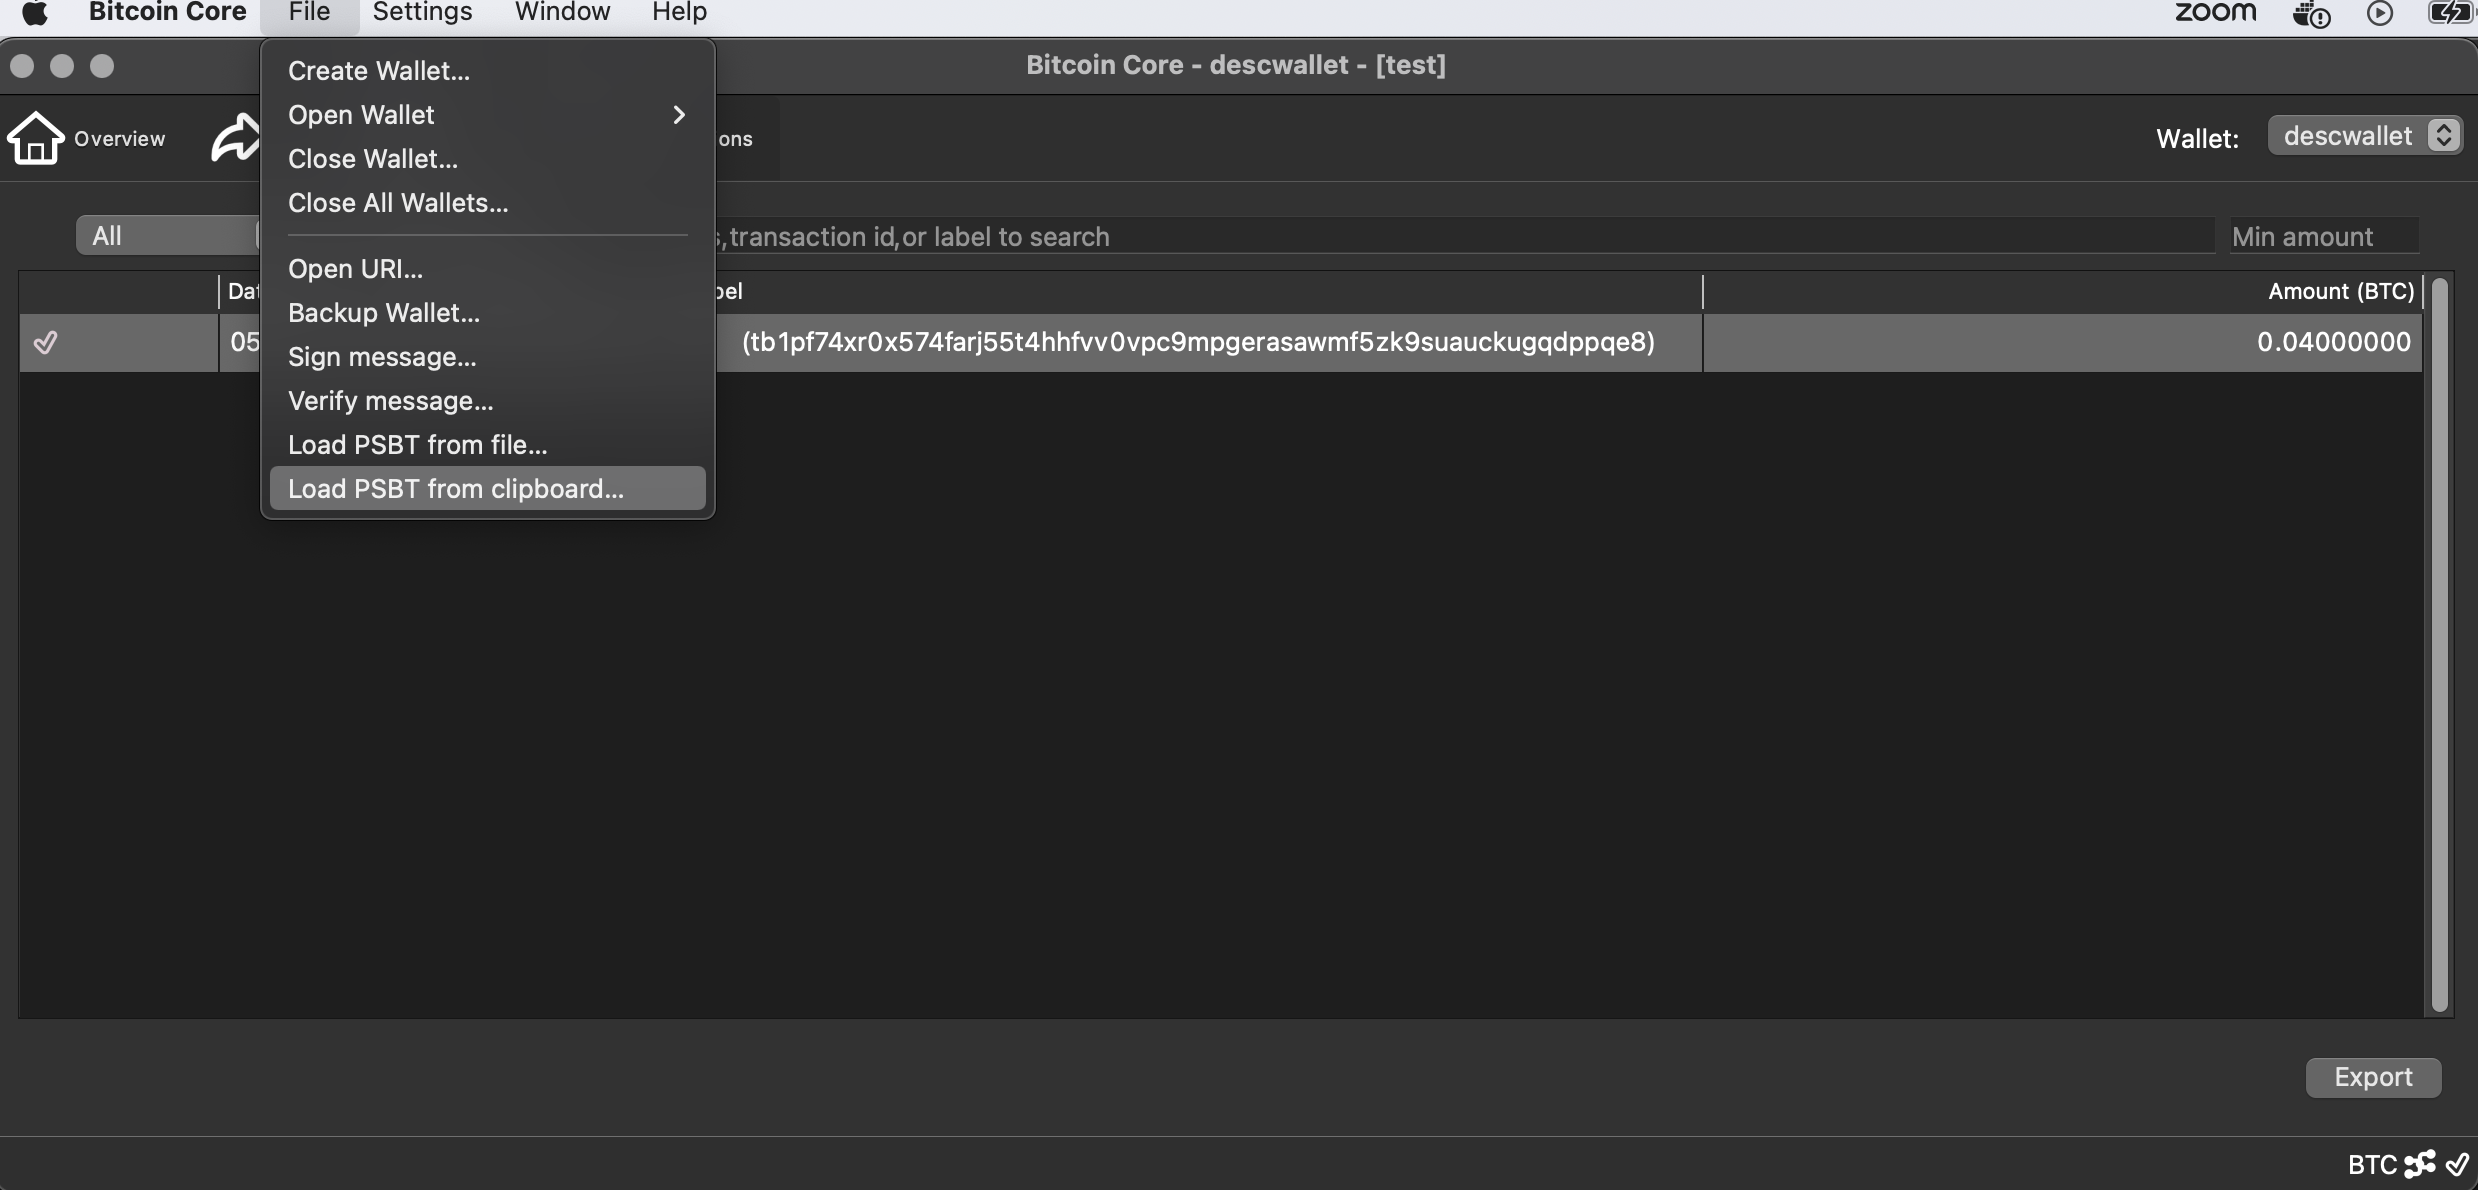 Bitcoin Core File Settings Window Help zoom
Bitcoin Core - descwallet - [test]
Create Wallet...
Open Wallet
Close Wallet...
Close All Wallets...
Open URI...
Backup Wallet...
Sign message...
Verify message...
Load PSBT from file...
Load PSBT from clipboard...
Overview
ons
Wallet: descwallet
All
,transaction id,or label to search
Min amount
Dat
bel
Amount (BTC)
05
(tb1pf74xr0x574farj55t4hhfvv0vpc9mpgerasawmf5zk9suauckugqdppqe8)
0.04000000
Export
BTC